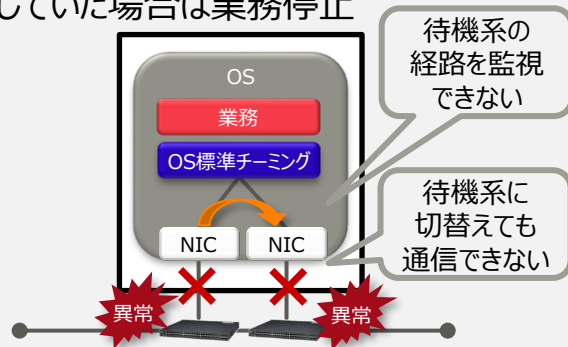 していた場合は業務停止
待機系の
経路を監視
できない
OS
業務
OS標準チーミング
待機系に
切替えても
通信できない
NIC
NIC
異常
異常